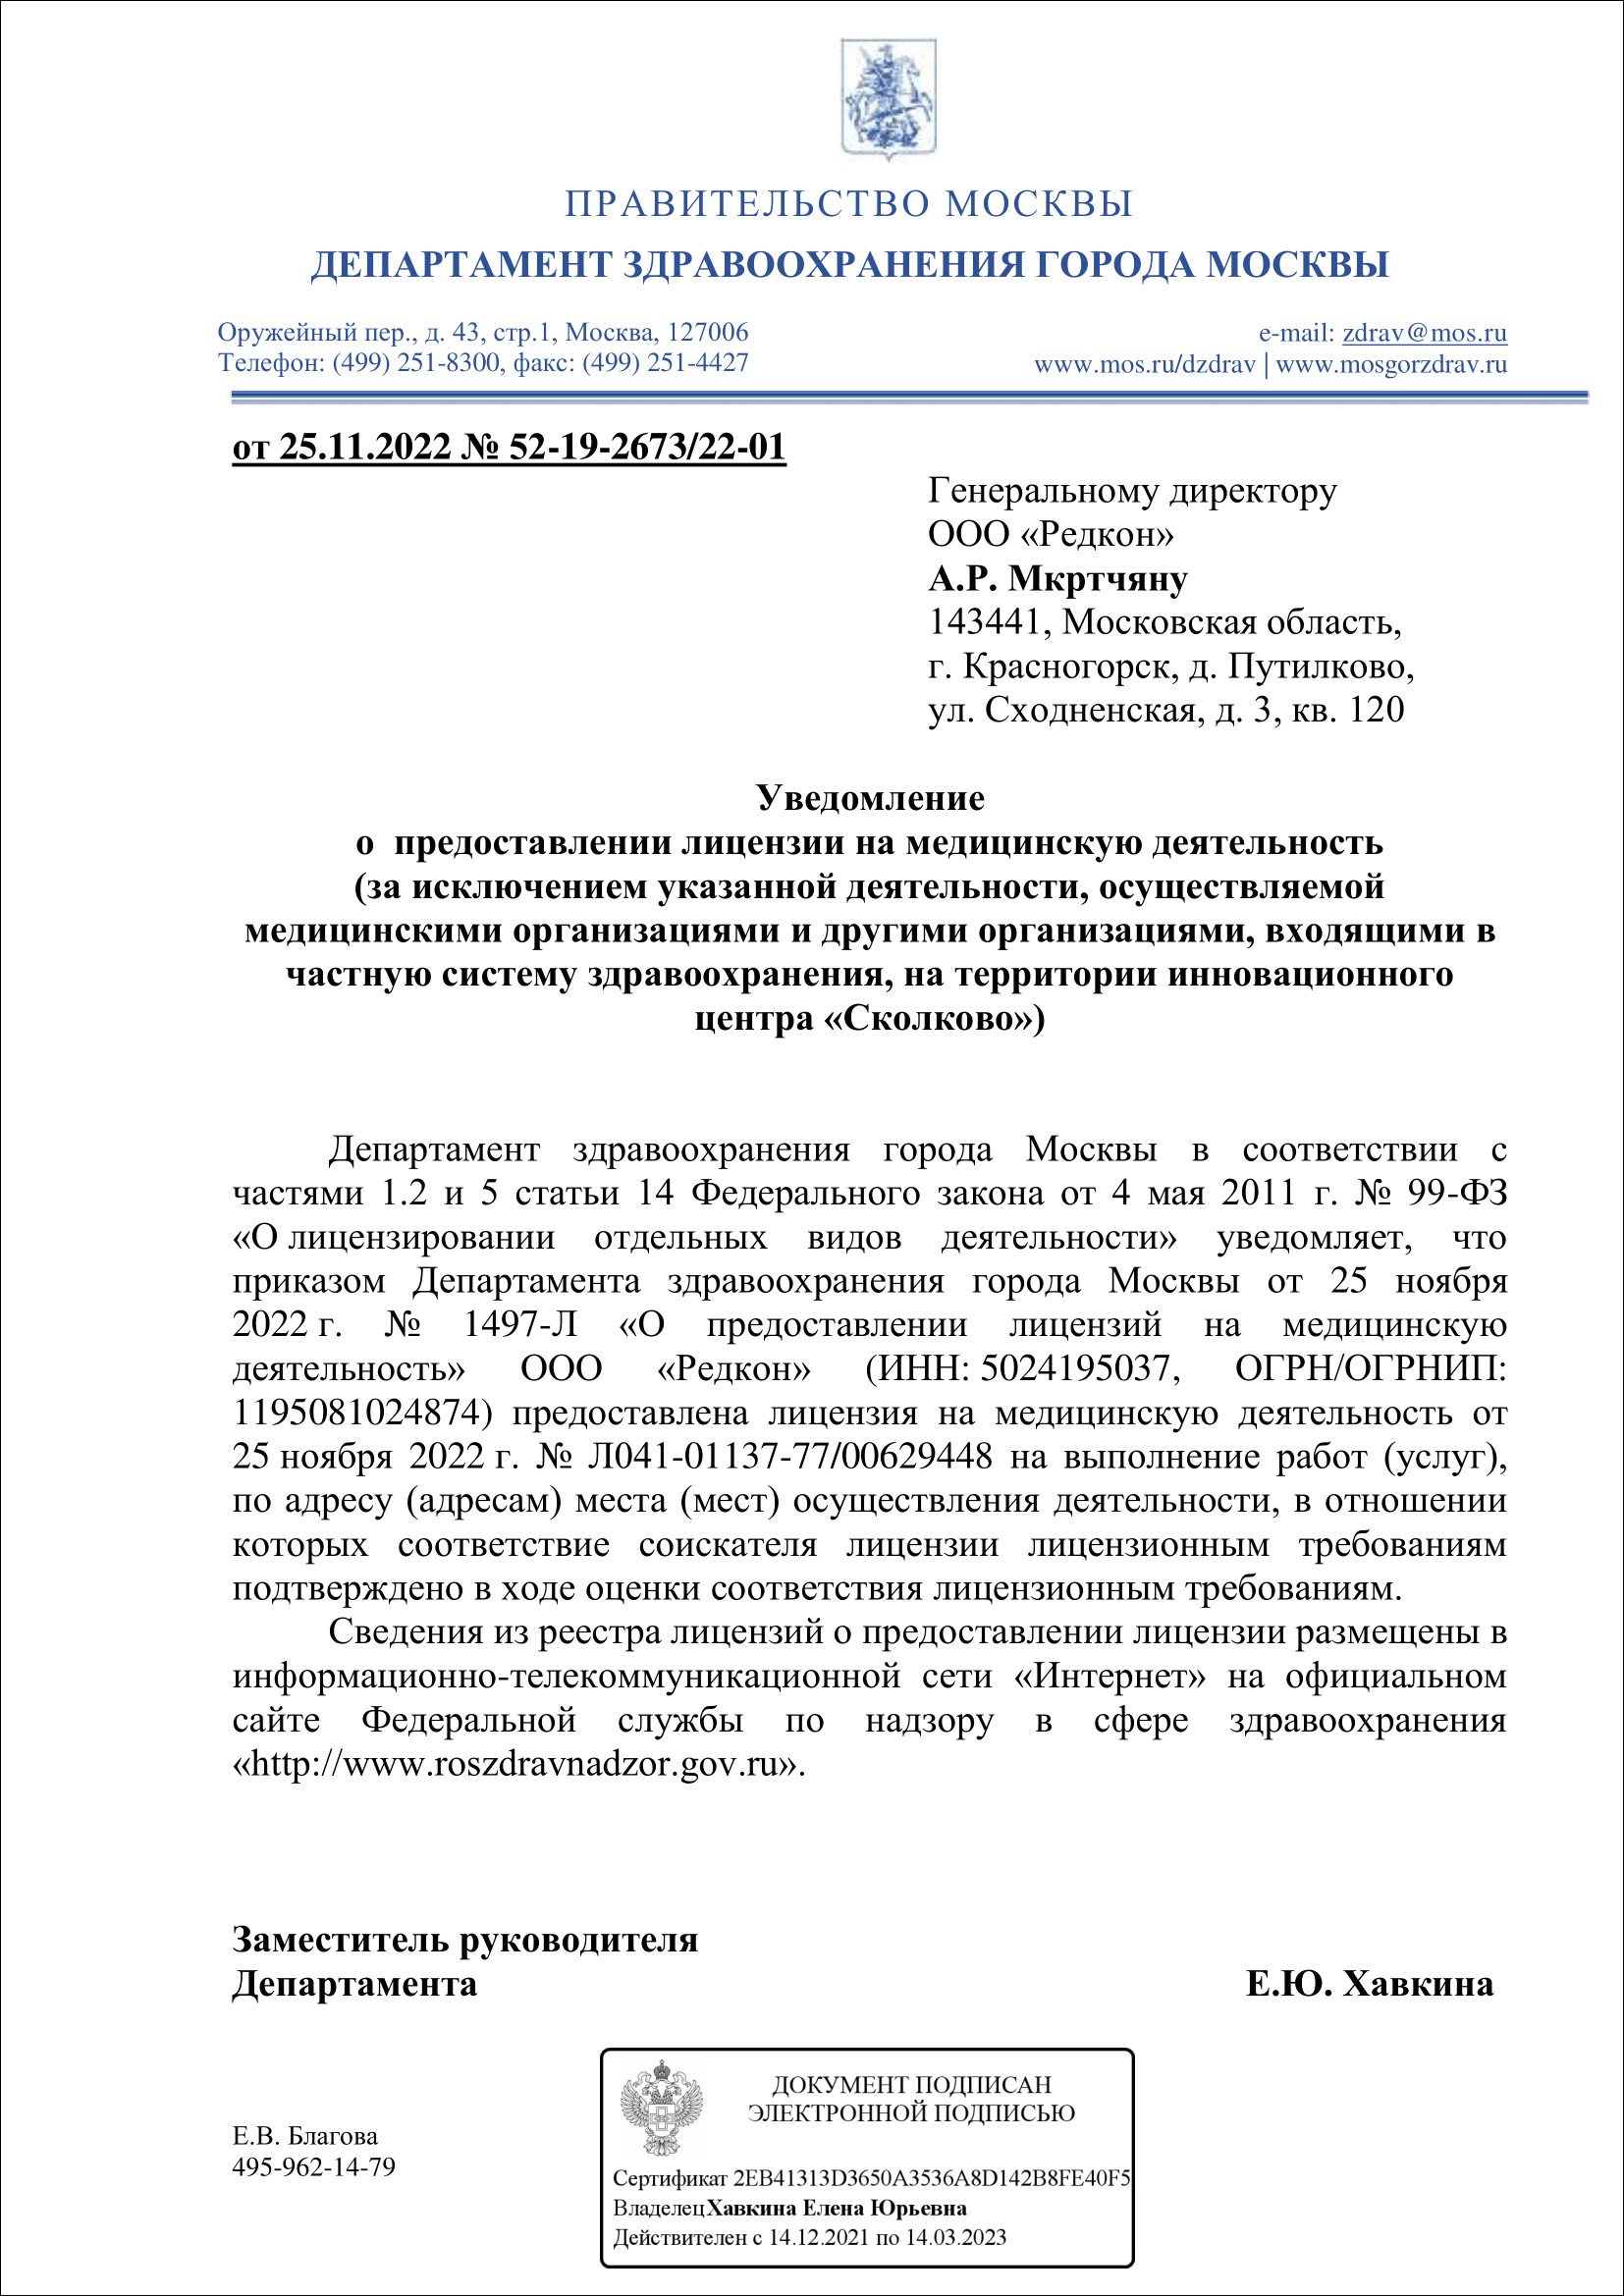 ПРАВИТЕЛЬСТВО МОСКВЫ
ДЕПАРТАМЕНТ ЗДРАВООХРАНЕНИЯ ГОРОДА МОСКВЫ
Оружейный пер., д. 43, стр.1, Москва, 127006
Телефон: (499) 251-8300, факс: (499) 251-4427
e-mail: zdrav@mos.ru
www.mos.ru/dzdrav | www.mosgorzdrav.ru
от 25.11.2022 № 52-19-2673/22-01
Генеральному директору
ООО «Редкон»
А.Р. Мкртчяну
143441, Московская область,
г. Красногорск, д. Путилково,
ул. Сходненская, д. 3, кв. 120
Уведомление
о предоставлении лицензии на медицинскую деятельность
(за исключением указанной деятельности, осуществляемой
медицинскими организациями и другими организациями, входящими в
частную систему здравоохранения, на территории инновационного
центра «Сколково»)
Департамент здравоохранения города Москвы в соответствии с
частями 1.2 и 5 статьи 14 Федерального закона от 4 мая 2011 г. № 99-ФЗ
«О лицензировании отдельных видов деятельности» уведомляет, что
приказом Департамента здравоохранения города Москвы от 25 ноября
2022 г. № 1497-Л «О предоставлении лицензий на медицинскую
деятельность» ООО «Редкон» (ИНН: 5024195037, ОГРН/ОГРНИП:
1195081024874) предоставлена лицензия на медицинскую деятельность от
25 ноября 2022 г. № Л041-01137-77/00629448 на выполнение работ (услуг),
по адресу (адресам) места (мест) осуществления деятельности, в отношении
которых соответствие соискателя лицензии лицензионным требованиям
подтверждено в ходе оценки соответствия лицензионным требованиям.
Сведения из реестра лицензий о предоставлении лицензии размещены в
информационно-телекоммуникационной сети «Интернет» на официальном
сайте Федеральной службы по надзору в сфере здравоохранения
«http://www.roszdravnadzor.gov.ru».
Заместитель руководителя
Департамента
Е.Ю. Хавкина
Е.В. Благова
495-962-14-79
ДОКУМЕНТ ПОДПИСАН
ЭЛЕКТРОННОЙ ПОДПИСЬЮ
Сертификат 2EB41313D3650A3536A8D142B8FE40F5
Владелец Хавкина Елена Юрьевна
Действителен с 14.12.2021 по 14.03.2023